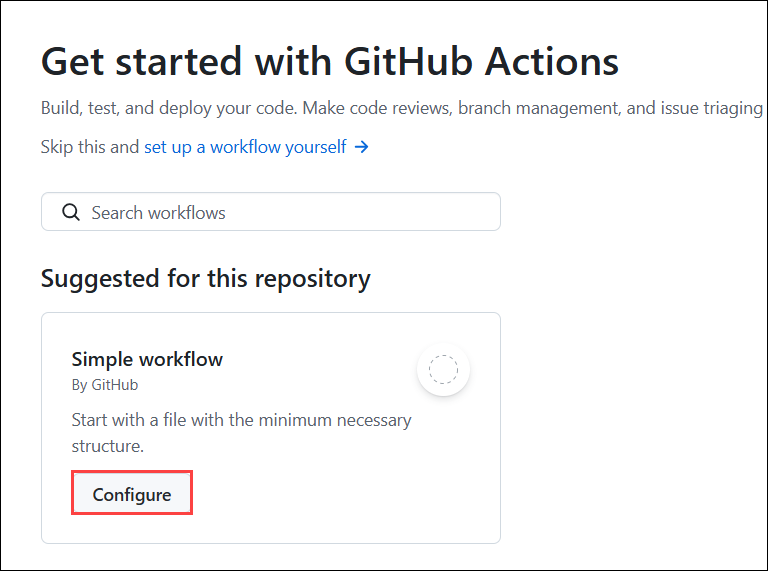 Get started with GitHub Actions
Build, test, and deploy your code. Make code reviews, branch management, and issue triaging
Skip this and set up a workflow yourself →
Search workflows
Suggested for this repository
Simple workflow
By GitHub
Start with a file with the minimum necessary
structure.
Configure